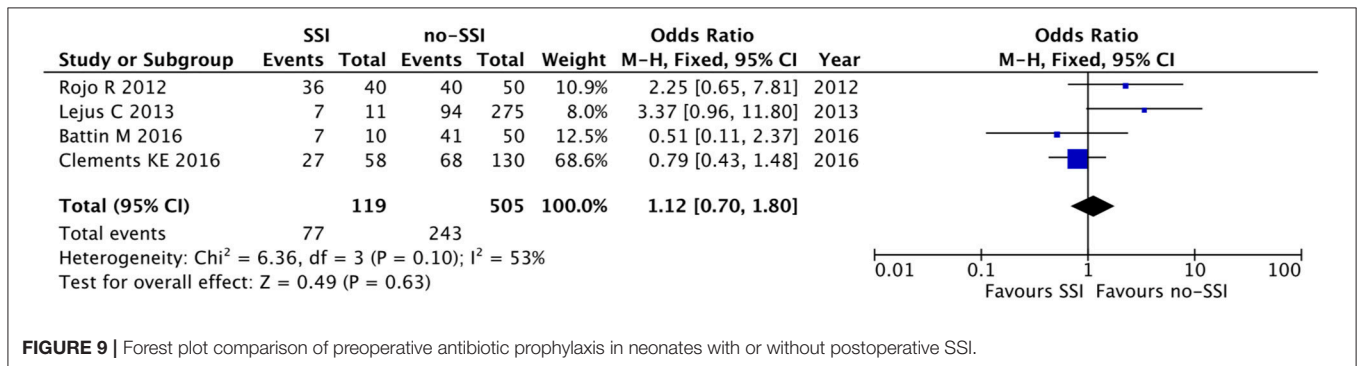 SSI no-SSI Odds Ratio Odds Ratio
Study or Subgroup Events Total Events Total Weight M-H, Fixed, 95% CI Year M-H, Fixed, 95% CI
Rojo R 2012 36 40 40 50 10.9% 2.25 [0.65, 7.81] 2012
Lejus C 2013 7 11 94 275 8.0% 3.37 [0.96, 11.80] 2013
Battin M 2016 7 10 41 50 12.5% 0.51 [0.11, 2.37] 2016
Clements KE 2016 27 58 68 130 68.6% 0.79 [0.43, 1.48] 2016
Total (95% CI) 119 505 100.0% 1.12 [0.70, 1.80]
Total events 77 243
Heterogeneity: Chi² = 6.36, df = 3 (P = 0.10); I² = 53%
Test for overall effect: Z = 0.49 (P = 0.63)
0.01 0.1 1 10 100
Favours SSI Favours no-SSI
FIGURE 9 | Forest plot comparison of preoperative antibiotic prophylaxis in neonates with or without postoperative SSI.